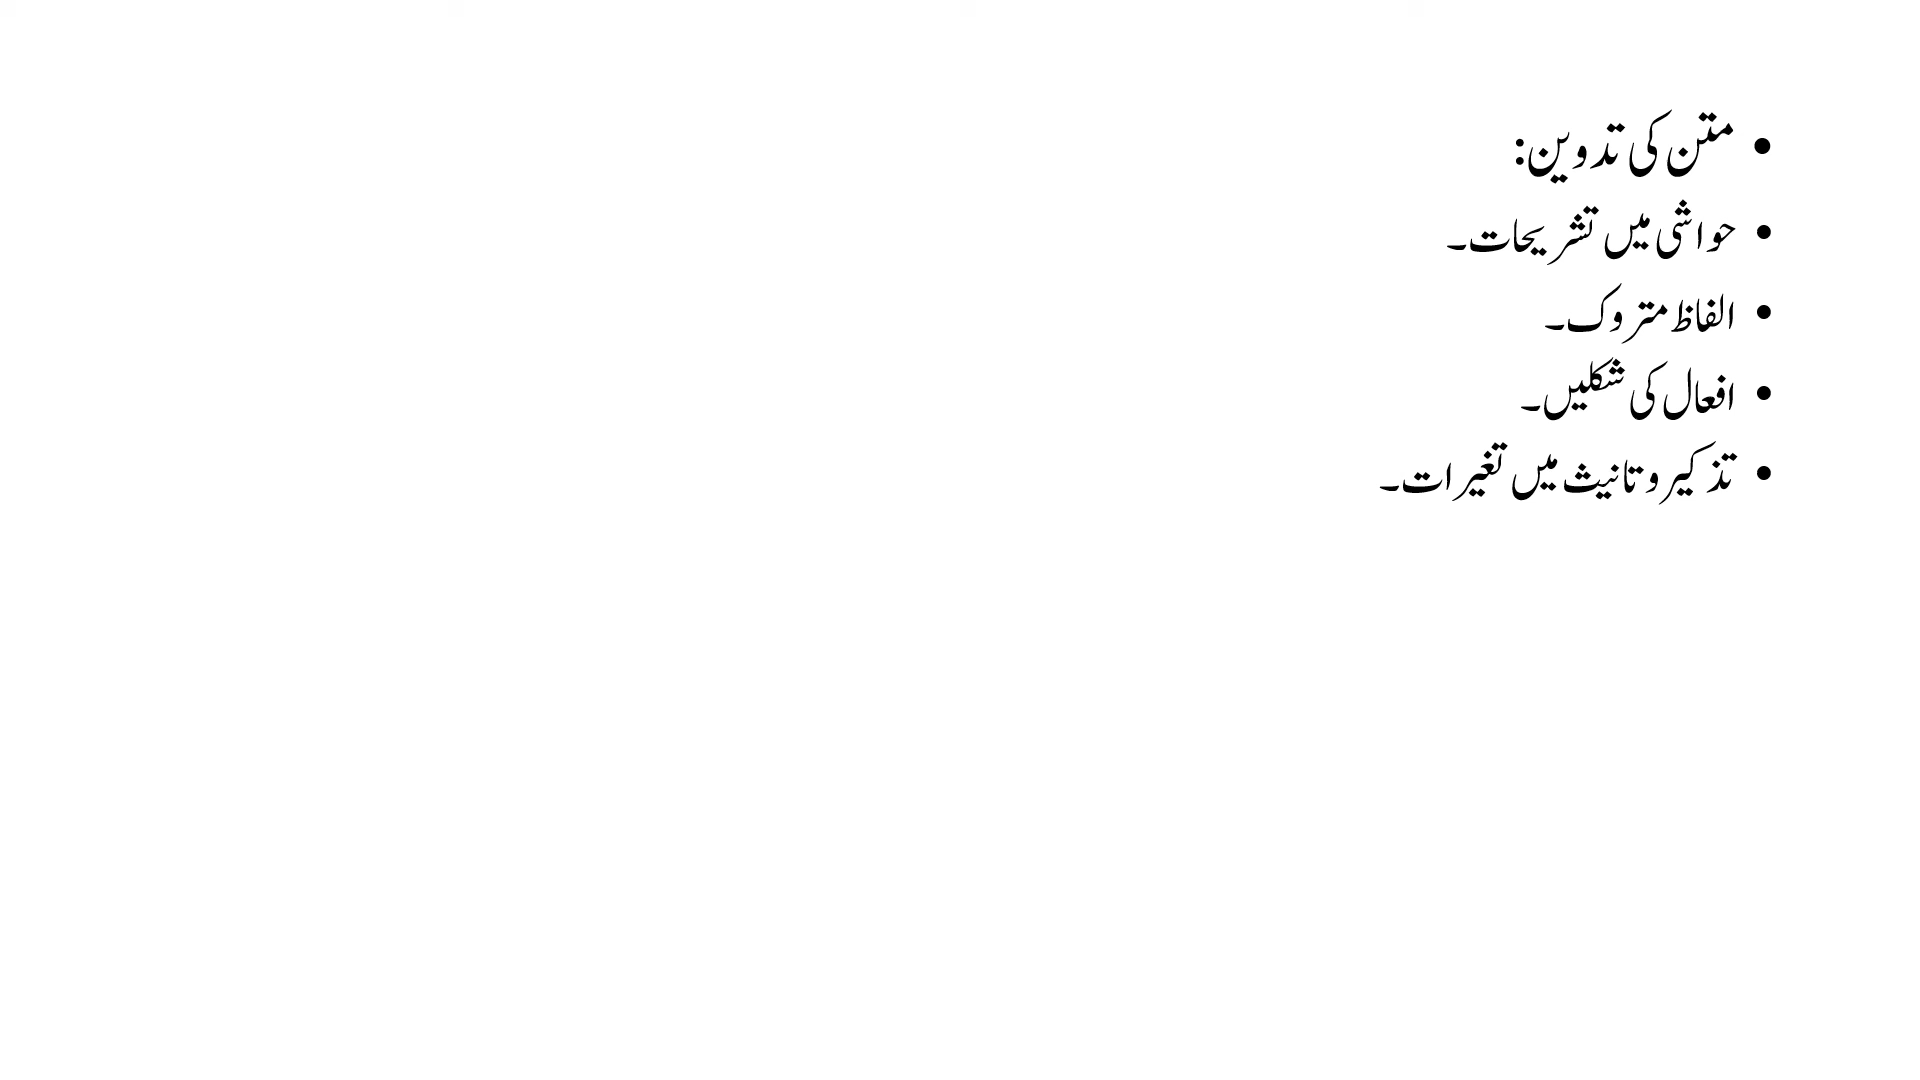 • متن کی تدوین:
• حواشی میں تشریحات۔
• الفاظ متروک۔
• افعال کی شکلیں۔
• تذکیر و تانیث میں تغیرات۔